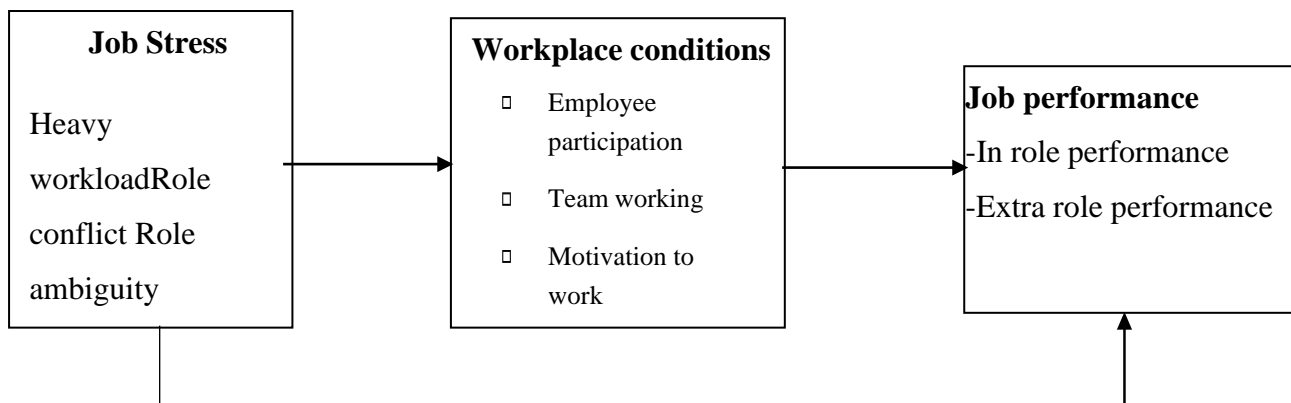 Job Stress
Heavy
workloadRole
conflict Role
ambiguity
Workplace conditions
Employee
participation
Team working
Motivation to
work
Job performance
-In role performance
-Extra role performance